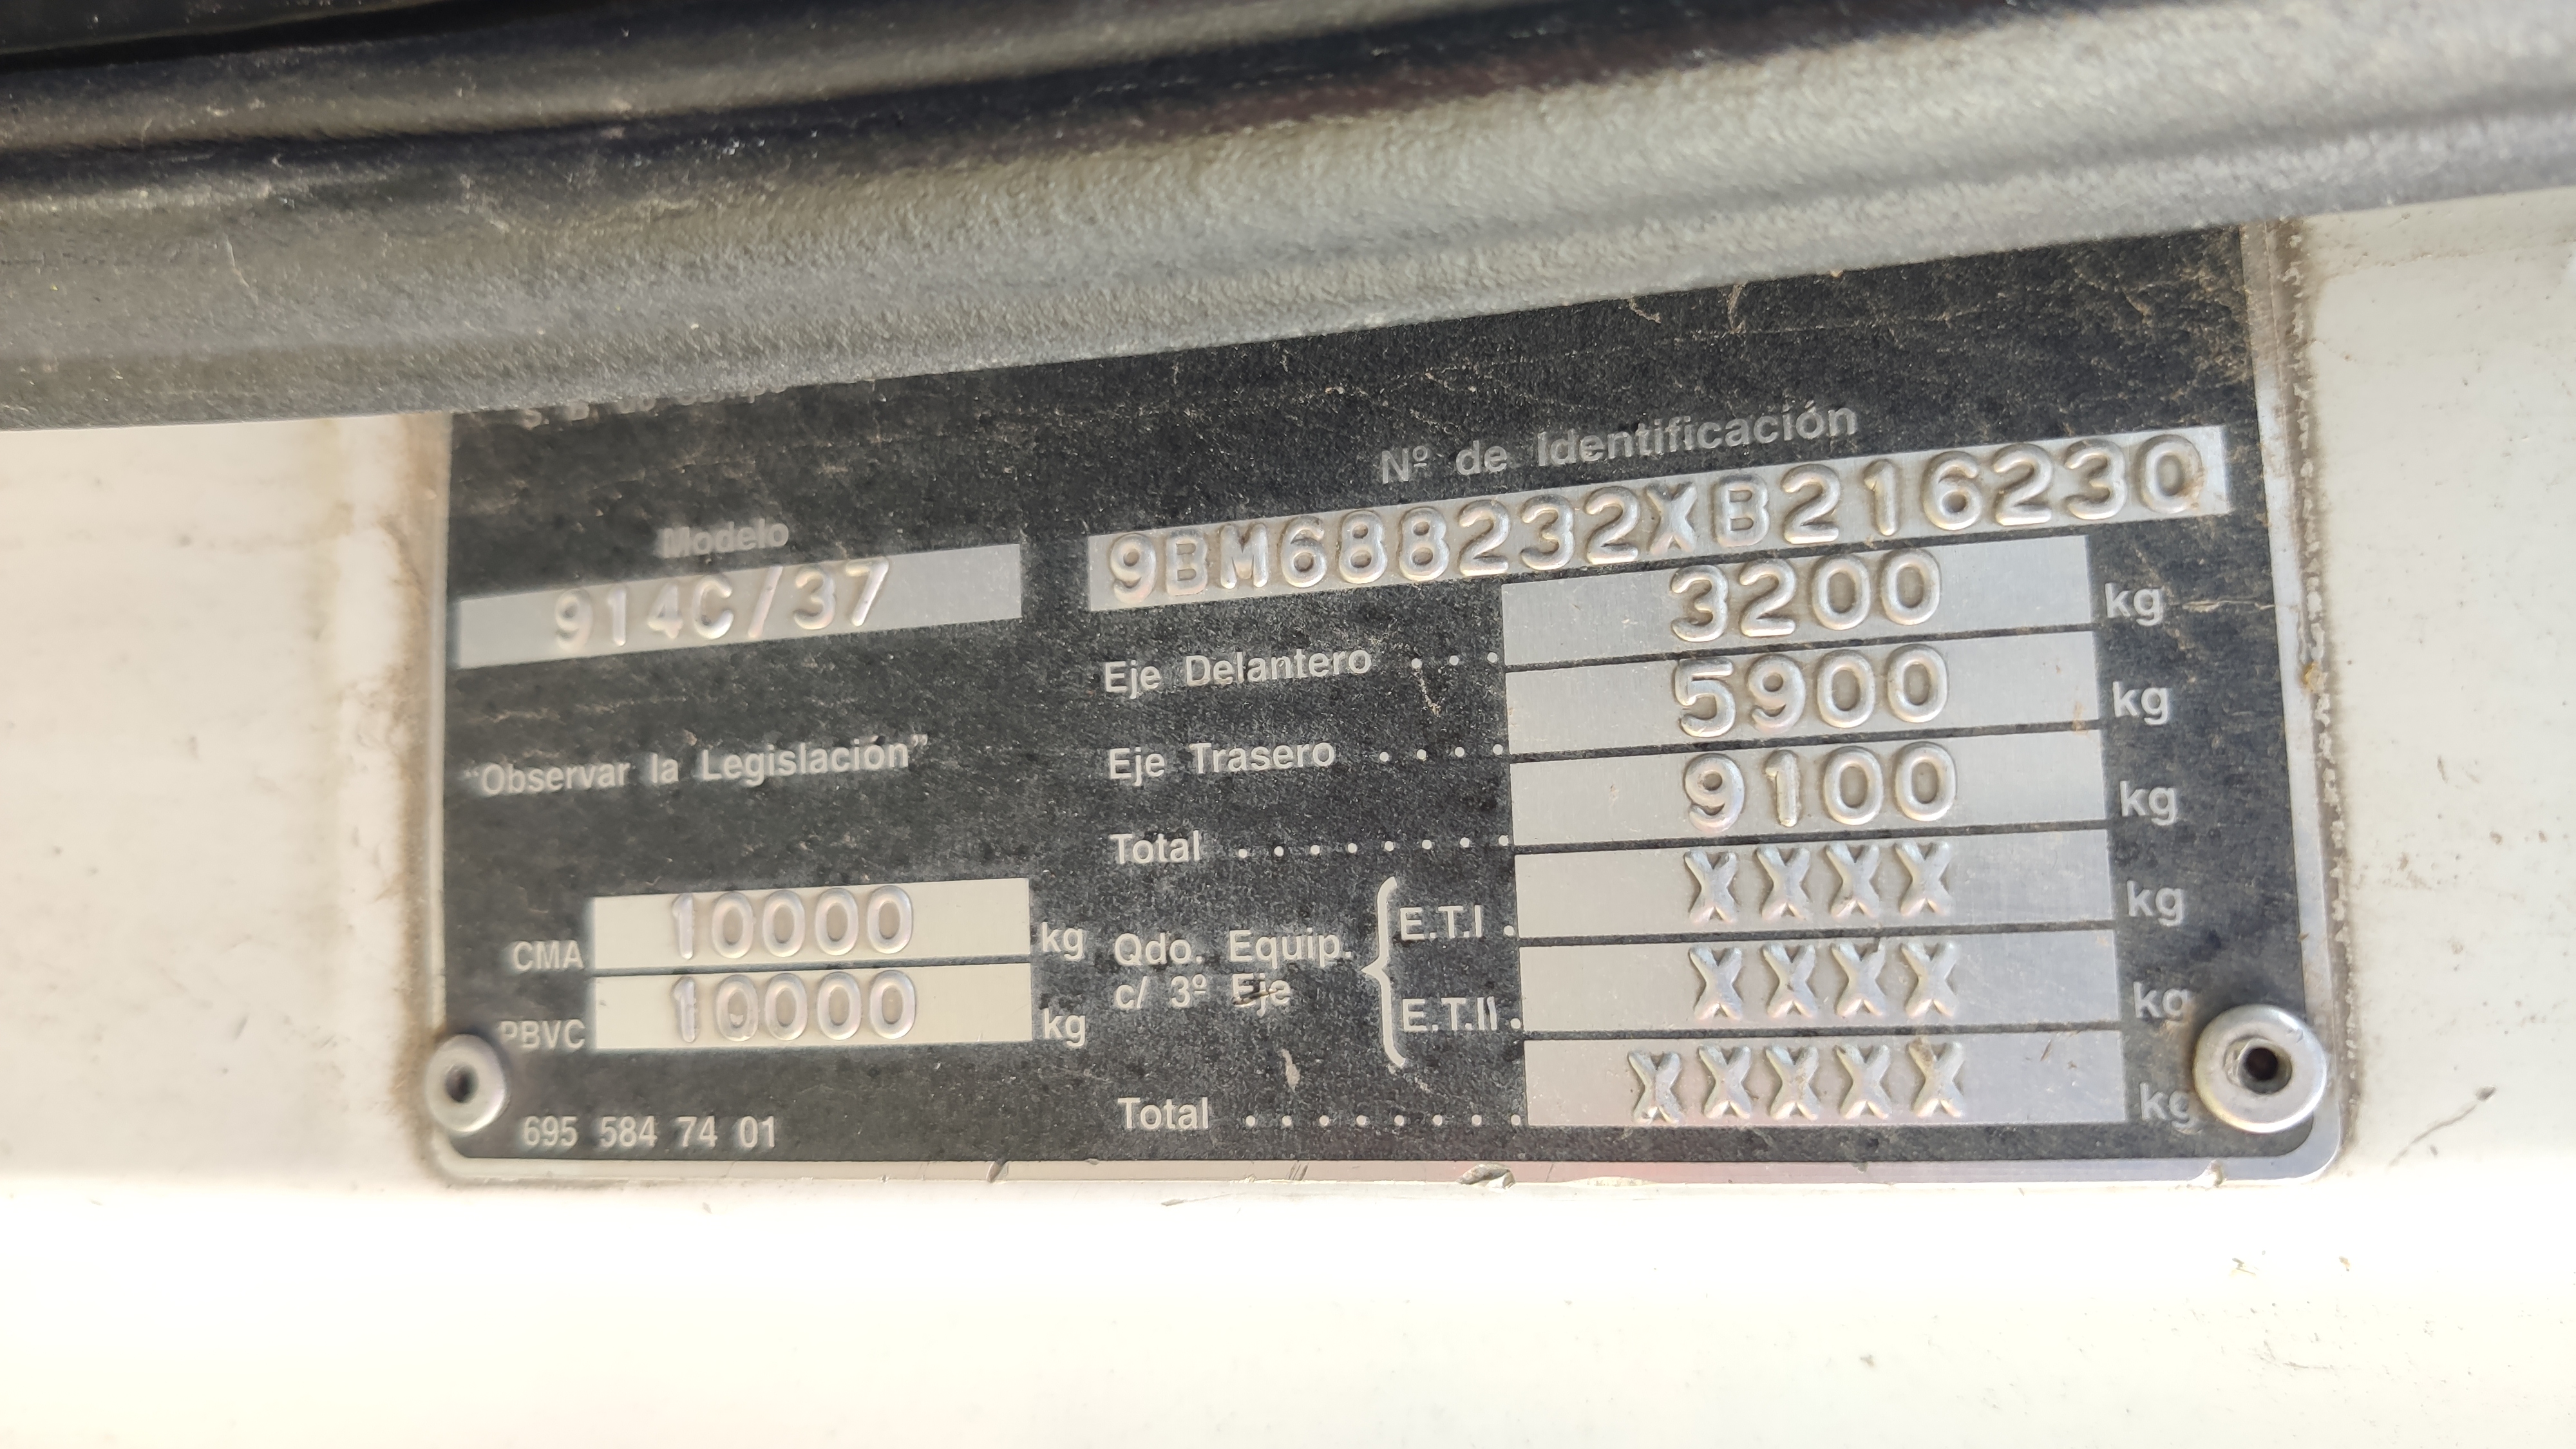 Nº de Identificación
Modelo
9BM688232XB216230
914C/37
3200 kg
Eje Delantero ...
5900 kg
"Observar la Legislación"
Eje Trasero ....
9100 kg
Total ........
XXXX kg
CMA 10000 kg
Qdo. Equip. c/ 3º Eje
E.T.I .
XXXX kg
PBVC 10000 kg
E.T.II .
XXXXX kg
Total ........
695 584 74 01